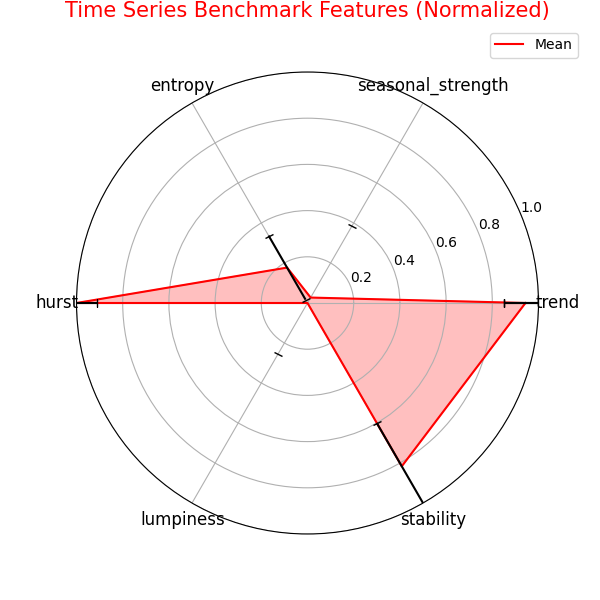 Time Series Benchmark Features (Normalized)
Mean
entropy
seasonal_strength
1.0
0.8
0.6
0.4
0.2
hurst
trend
lumpiness
stability